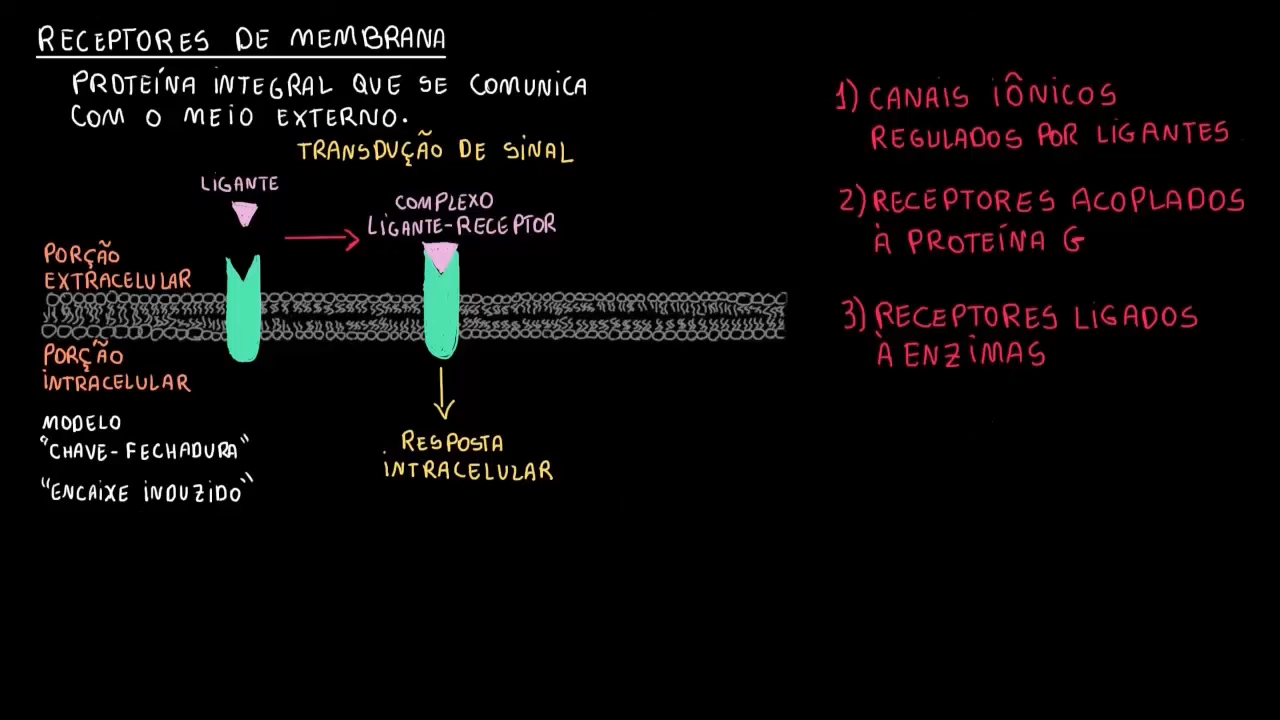 RECEPTORES DE MEMBRANA
PROTEÍNA INTEGRAL QUE SE COMUNICA
COM O MEIO EXTERNO.
TRANSDUÇÃO DE SINAL
LIGANTE
COMPLEXO
LIGANTE-RECEPTOR
PORÇÃO
EXTRACELULAR
PORÇÃO
INTRACELULAR
MODELO
"CHAVE-FECHADURA"
"ENCAIXE INDUZIDO"
RESPOSTA
INTRACELULAR
1) CANAIS IÔNICOS
REGULADOS POR LIGANTES
2) RECEPTORES ACOPLADOS
À PROTEÍNA G
3) RECEPTORES LIGADOS
À ENZIMAS